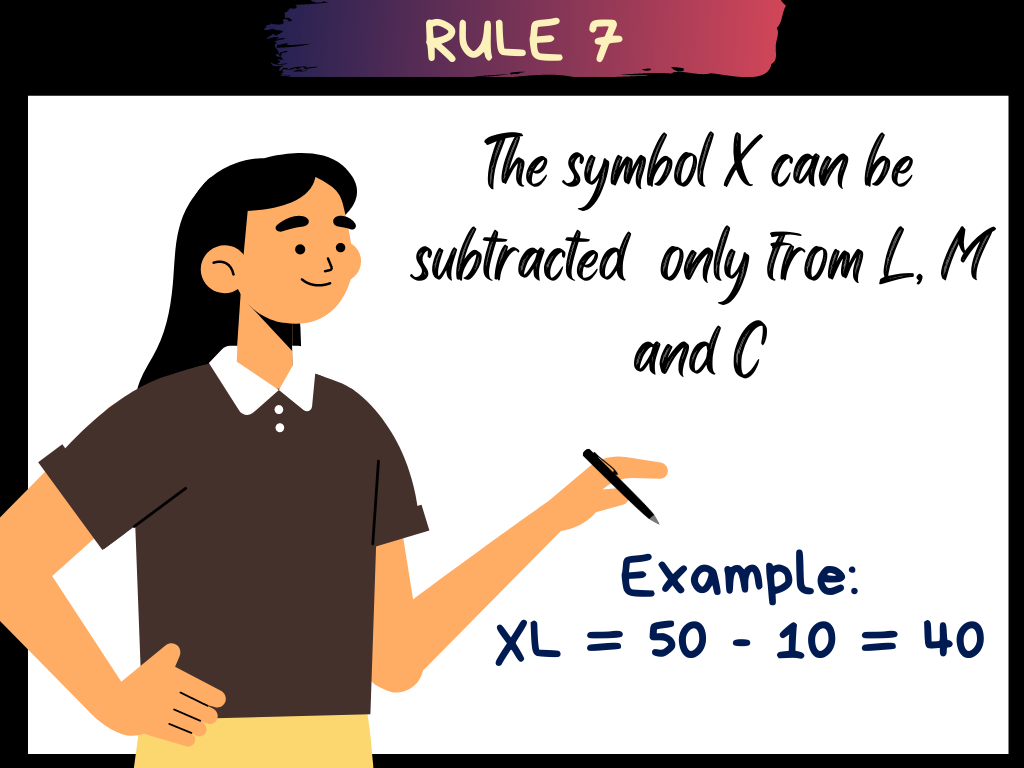 RULE 7
The symbol X can be
subtracted only from L, M
and C
Example:
XL = 50 - 10 = 40